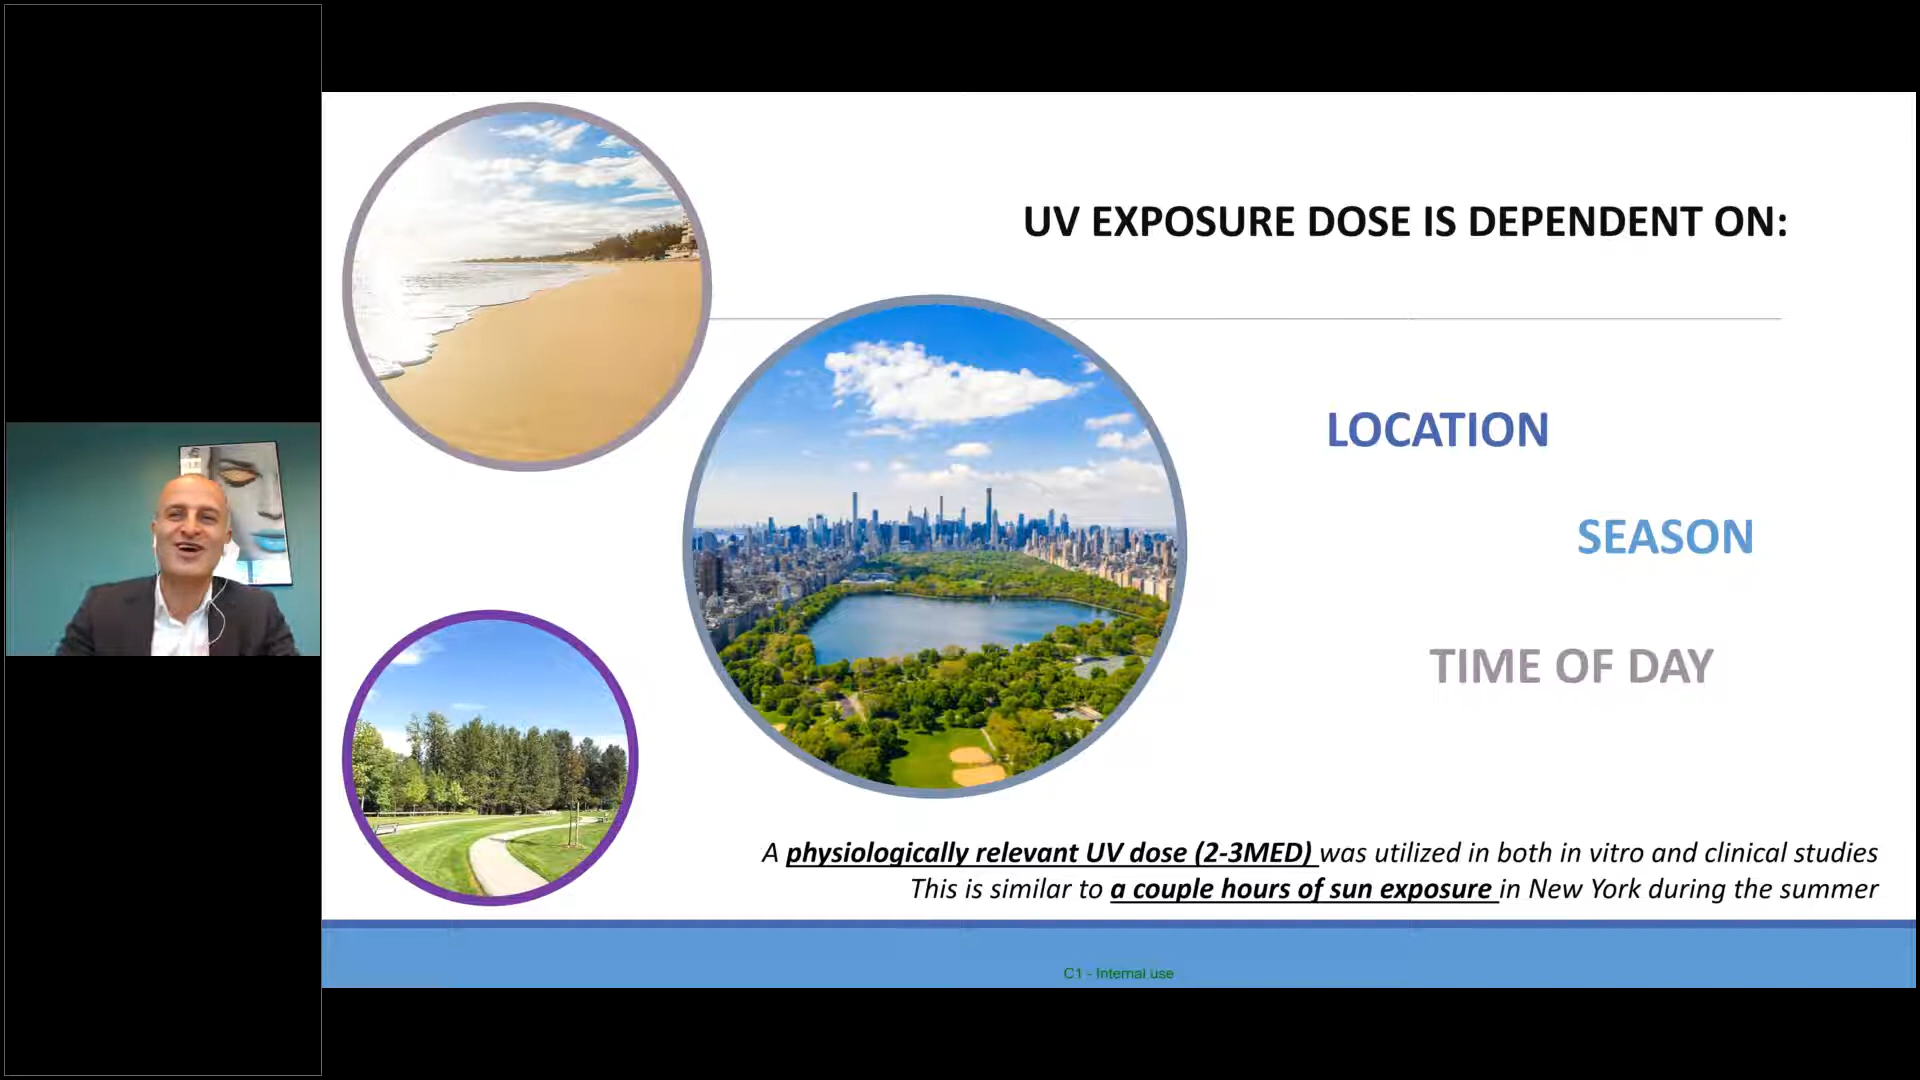 UV EXPOSURE DOSE IS DEPENDENT ON:
LOCATION
SEASON
TIME OF DAY
A physiologically relevant UV dose (2-3MED) was utilized in both in vitro and clinical studies
This is similar to a couple hours of sun exposure in New York during the summer
C1 - Internal use